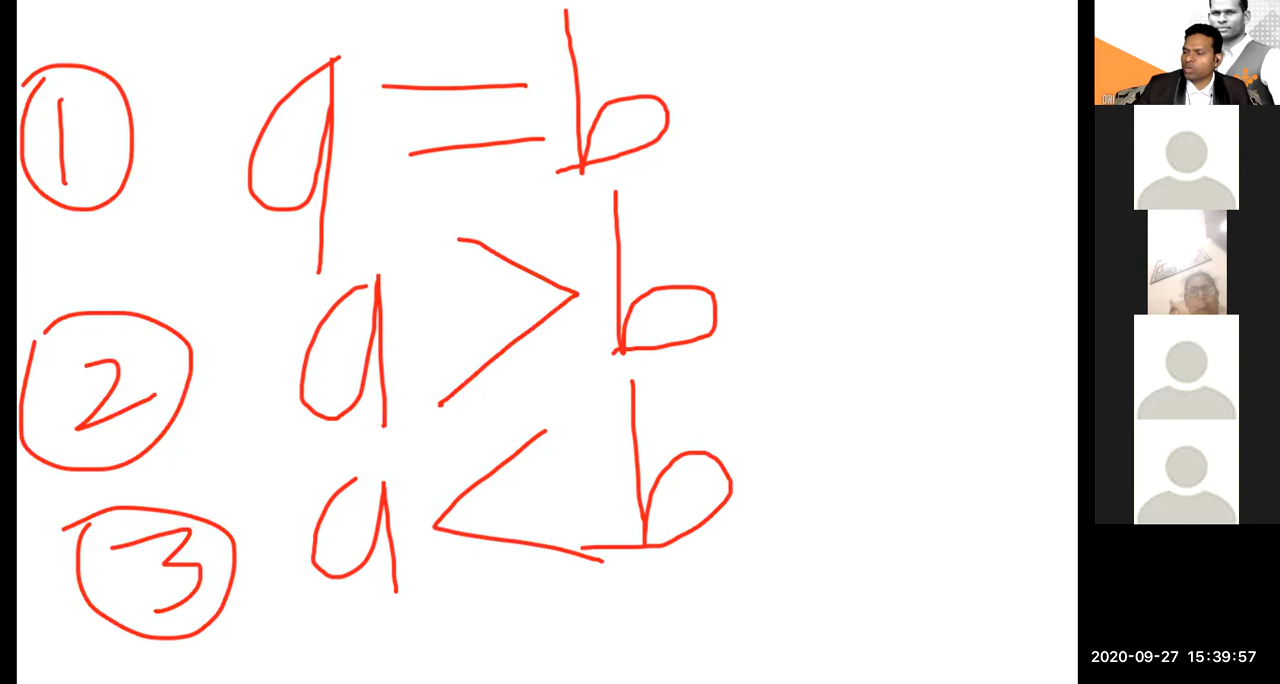 ① a = b
② a > b
③ a < b
2020-09-27 15:39:57